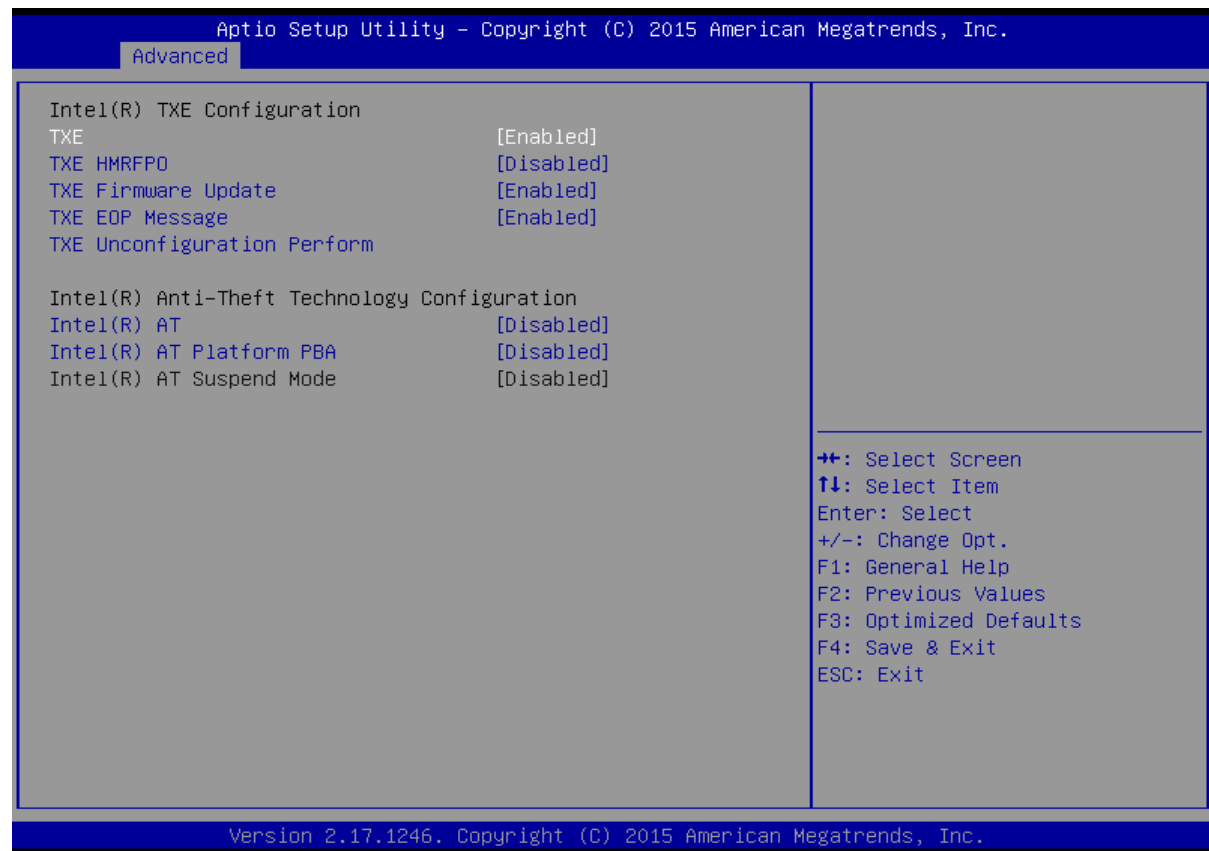 Aptio Setup Utility – Copyright (C) 2015 American Megatrends, Inc.
Advanced
Intel(R) TXE Configuration
TXE [Enabled]
TXE HMRFPO [Disabled]
TXE Firmware Update [Enabled]
TXE EOP Message [Enabled]
TXE Unconfiguration Perform
Intel(R) Anti-Theft Technology Configuration
Intel(R) AT [Disabled]
Intel(R) AT Platform PBA [Disabled]
Intel(R) AT Suspend Mode [Disabled]
→←: Select Screen
↑↓: Select Item
Enter: Select
+/-: Change Opt.
F1: General Help
F2: Previous Values
F3: Optimized Defaults
F4: Save & Exit
ESC: Exit
Version 2.17.1246. Copyright (C) 2015 American Megatrends, Inc.